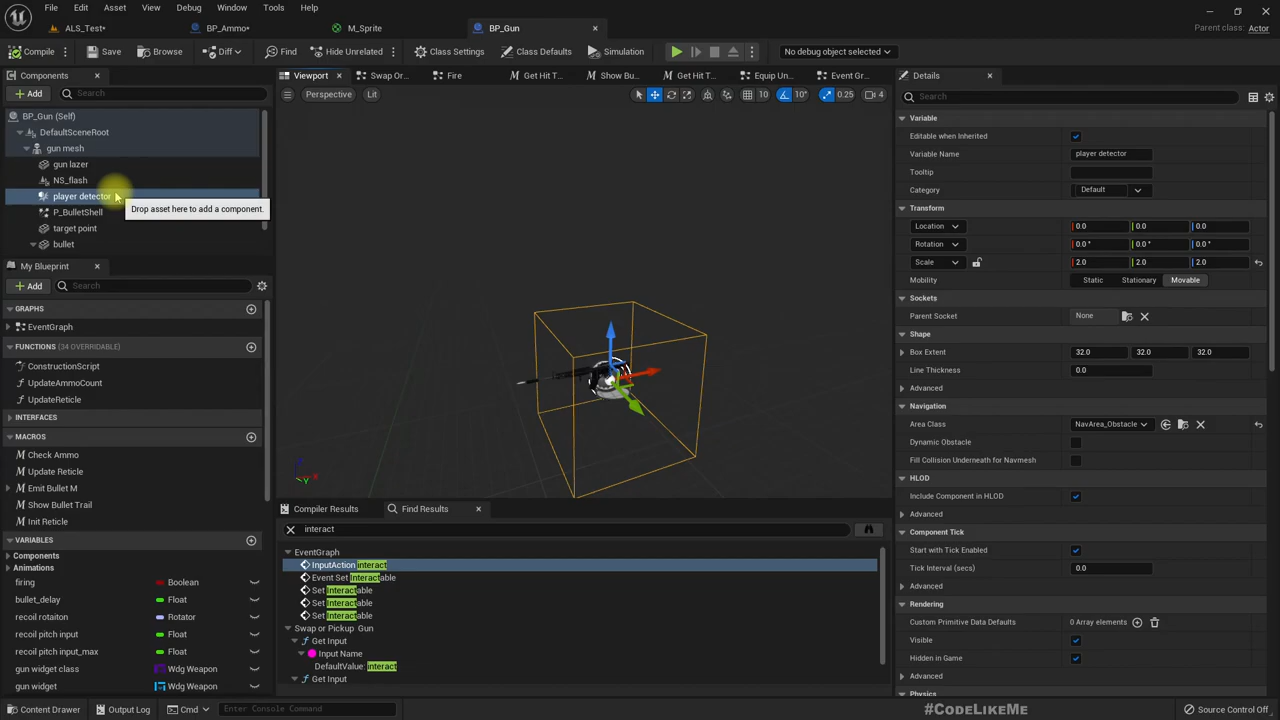 File Edit Asset View Debug Window Tools Help
ALS_Test* BP_Ammo* M_Sprite BP_Gun Parent class: Actor
Compile Save Browse Diff Find Hide Unrelated Class Settings Class Defaults Simulation No debug object selected
Components
Add Search
BP_Gun (Self)
DefaultSceneRoot
gun mesh
gun lazer
NS_flash
player detector
Drop asset here to add a component.
P_BulletShell
target point
bullet
My Blueprint
Add Search
GRAPHS
EventGraph
FUNCTIONS (34 OVERRIDABLE)
ConstructionScript
UpdateAmmoCount
UpdateReticle
INTERFACES
MACROS
Check Ammo
Update Reticle
Emit Bullet M
Show Bullet Trail
Init Reticle
VARIABLES
Components
Animations
firing Boolean
bullet_delay Float
recoil rotaiton Rotator
recoil pitch input Float
recoil pitch input_max Float
gun widget class Wdg Weapon
gun widget Wdg Weapon
Viewport Swap Or... Fire Get Hit T... Show Bu... Get Hit T... Equip Un... Event Gr...
Perspective Lit 10 10° 0.25 4
Compiler Results Find Results
interact
EventGraph
InputAction interact
Event Set Interactable
Set Interactable
Set Interactable
Set Interactable
Swap or Pickup Gun
Get Input
Input Name
DefaultValue: interact
Get Input
Details
Search
Variable
Editable when Inherited
Variable Name player detector
Tooltip
Category Default
Transform
Location 0.0 0.0 0.0
Rotation 0.0 ° 0.0 ° 0.0 °
Scale 2.0 2.0 2.0
Mobility Static Stationary Movable
Sockets
Parent Socket None
Shape
Box Extent 32.0 32.0 32.0
Line Thickness 0.0
Advanced
Navigation
Area Class NavArea_Obstacle
Dynamic Obstacle
Fill Collision Underneath for Navmesh
HLOD
Include Component in HLOD
Advanced
Component Tick
Start with Tick Enabled
Tick Interval (secs) 0.0
Advanced
Rendering
Custom Primitive Data Defaults 0 Array elements
Visible
Hidden in Game
Advanced
Physics
Content Drawer Output Log Cmd Enter Console Command #CodeLikeMe Source Control Off